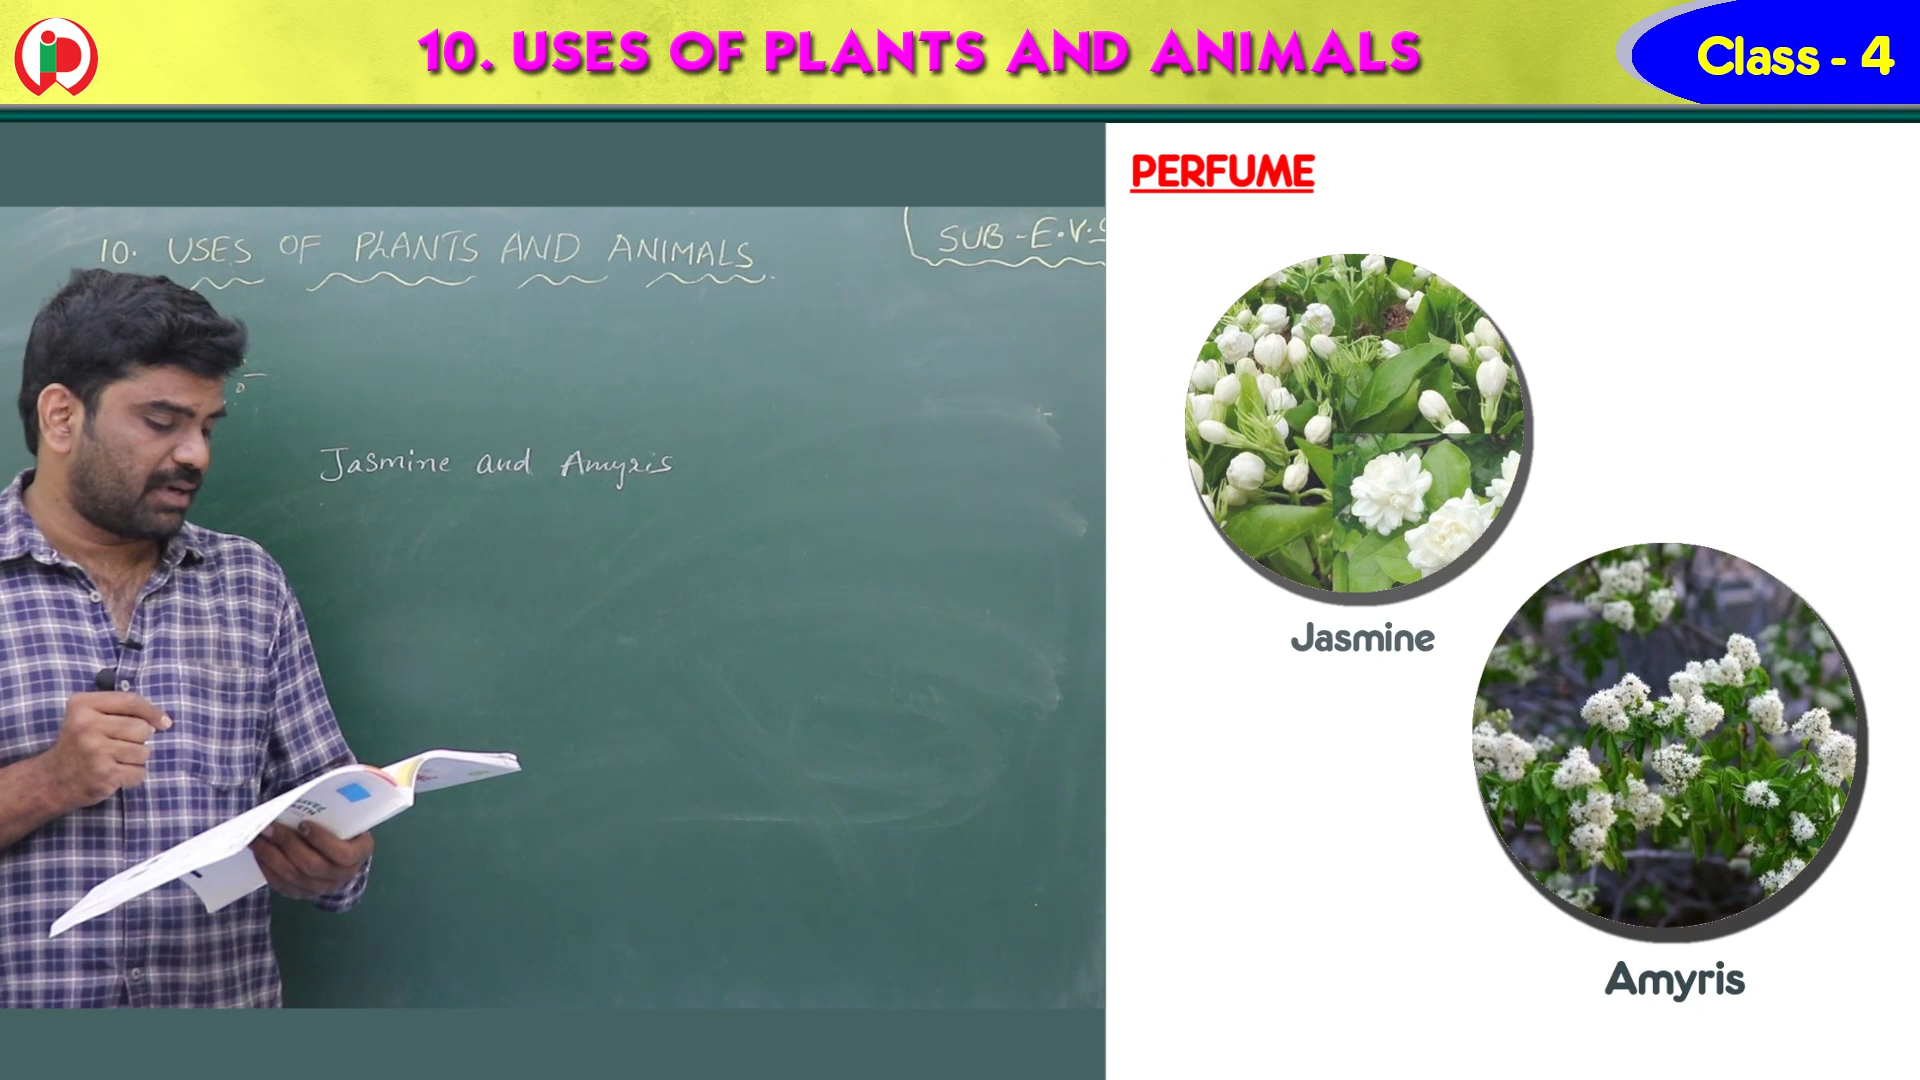 10. USES OF PLANTS AND ANIMALS
Class - 4
10. USES OF PLANTS AND ANIMALS
SUB - E.V.S
Jasmine and Amyris
PERFUME
Jasmine
Amyris